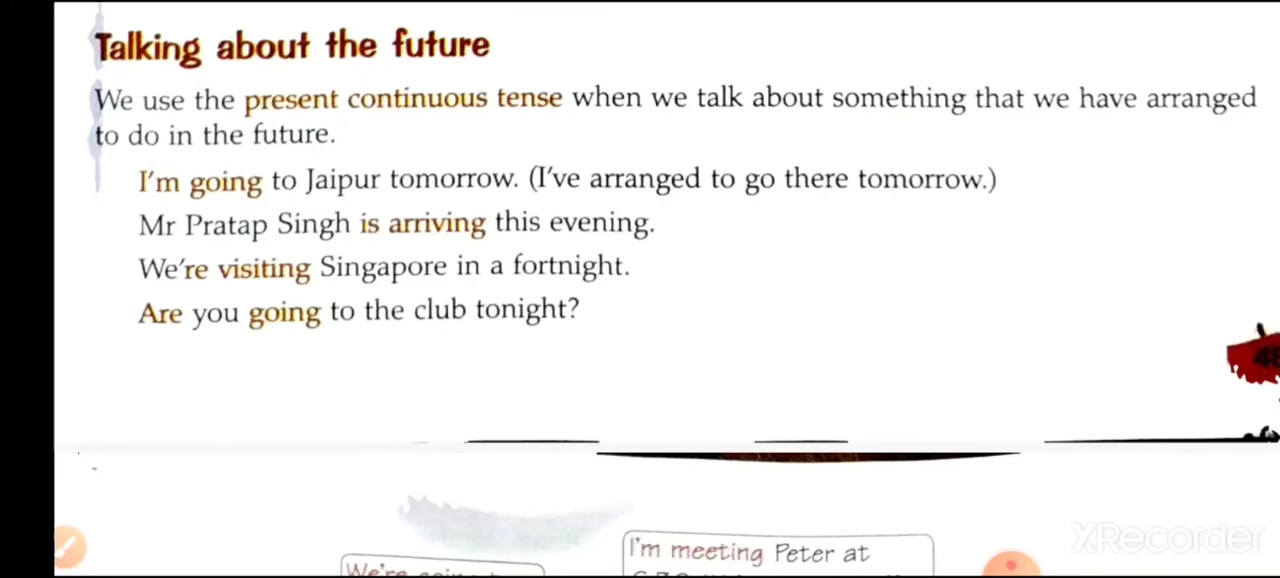 Talking about the future
We use the present continuous tense when we talk about something that we have arranged
to do in the future.
I'm going to Jaipur tomorrow. (I've arranged to go there tomorrow.)
Mr Pratap Singh is arriving this evening.
We're visiting Singapore in a fortnight.
Are you going to the club tonight?
I'm meeting Peter at
We're
XRecorder